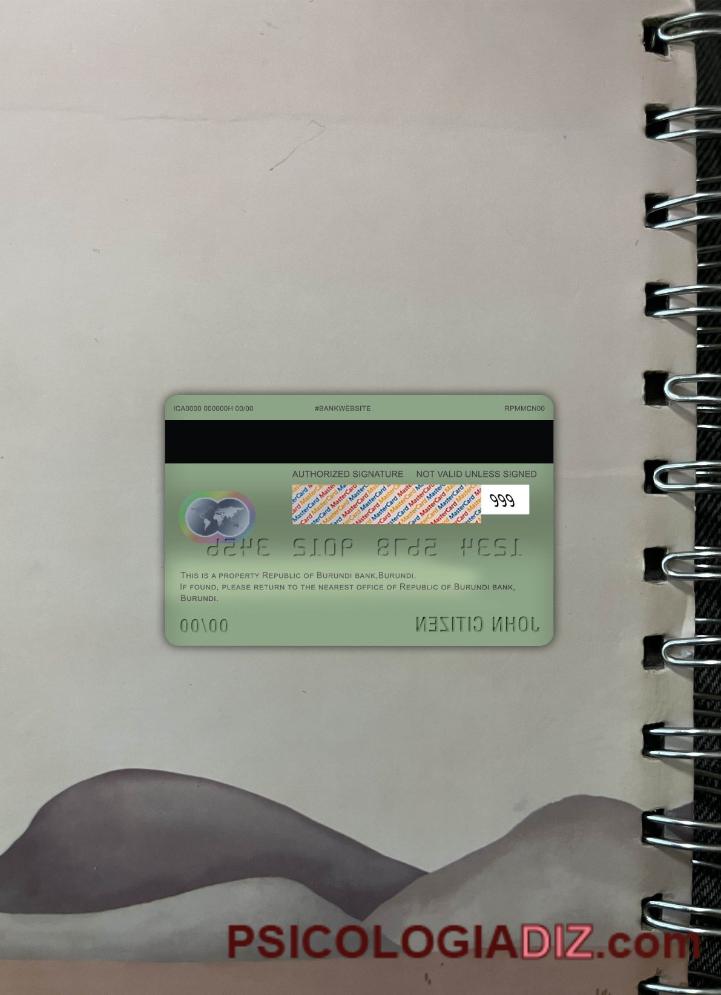 ICA0000 000000H 00/00 #BANKWEBSITE RPMMCN00
AUTHORIZED SIGNATURE NOT VALID UNLESS SIGNED
999
1234 5678 9012 3456
THIS IS A PROPERTY REPUBLIC OF BURUNDI BANK,BURUNDI.
IF FOUND, PLEASE RETURN TO THE NEAREST OFFICE OF REPUBLIC OF BURUNDI BANK,
BURUNDI.
00/00 JOHN CITIZEN
PSICOLOGIADIZ.com